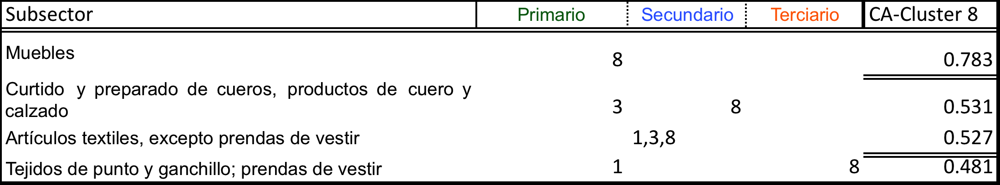 Subsector Primario Secundario Terciario CA-Cluster 8
Muebles 8 0.783
Curtido y preparado de cueros, productos de cuero y
calzado 3 8 0.531
Artículos textiles, excepto prendas de vestir 1,3,8 0.527
Tejidos de punto y ganchillo; prendas de vestir 1 8 0.481